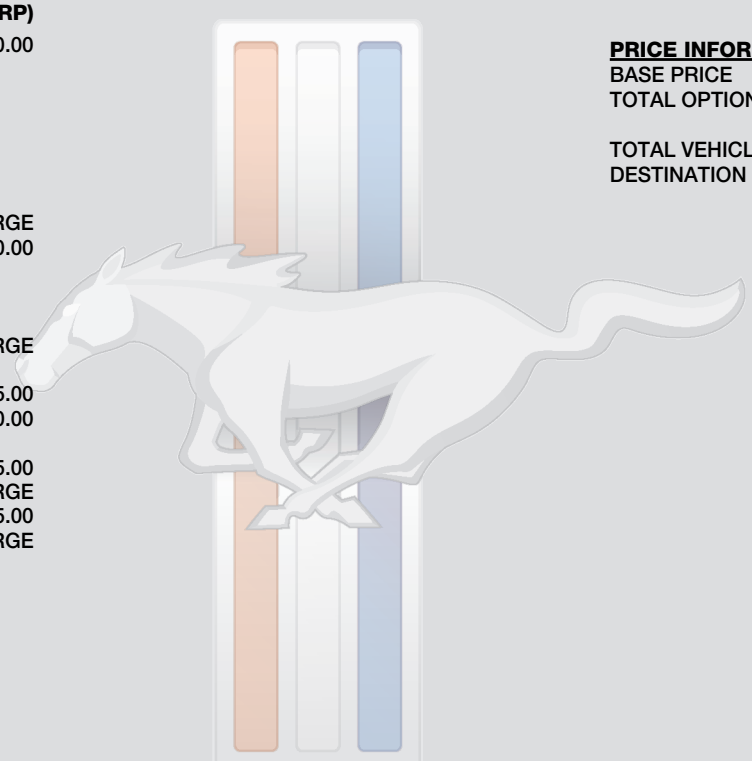 RP)
0.00
RGE
0.00
RGE
5.00
0.00
5.00
RGE
5.00
RGE
PRICE INFOR
BASE PRICE
TOTAL OPTION
TOTAL VEHICL
DESTINATION